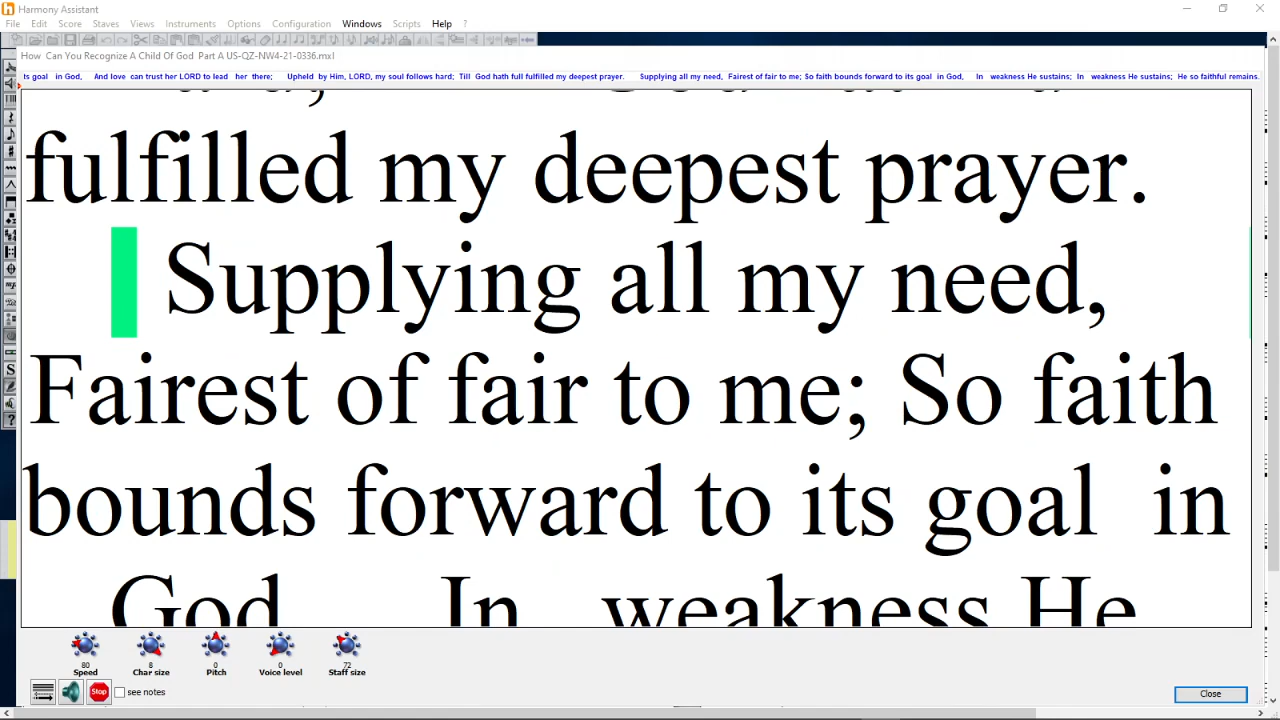 Harmony Assistant
File Edit Score Staves Views Instruments Options Configuration Windows Scripts Help ?
How Can You Recognize A Child Of God Part A US-QZ-NW4-21-0336.mxl
Is goal in God, And love can trust her LORD to lead her there; Upheld by Him, LORD, my soul follows hard; Till God hath full fulfilled my deepest prayer. Supplying all my need, Fairest of fair to me; So faith bounds forward to its goal in God, In weakness He sustains; In weakness He sustains; He so faithful remains.
fulfilled my deepest prayer.
Supplying all my need,
Fairest of fair to me; So faith
bounds forward to its goal in
God In weakness He
80 8 0 0 72
Speed Char size Pitch Voice level Staff size
Stop see notes Close